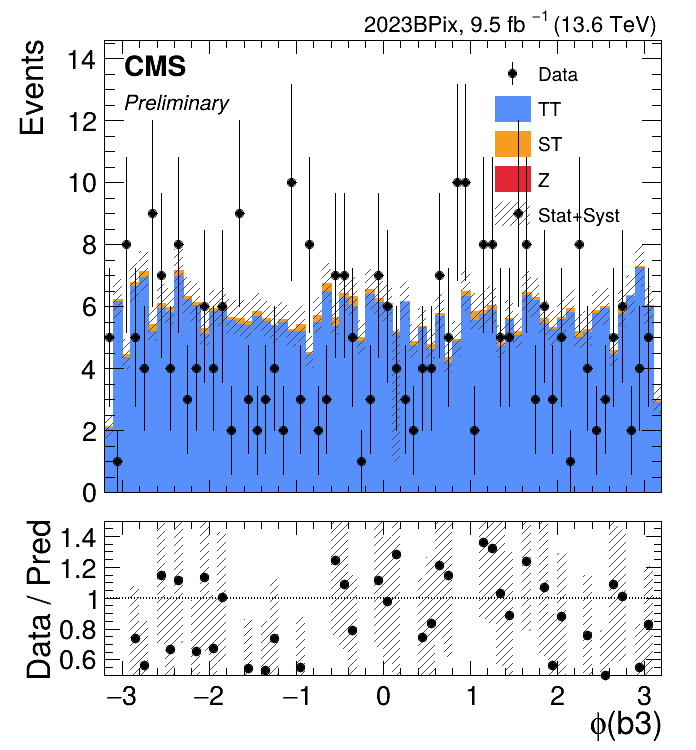 2023BPix, 9.5 fb⁻¹ (13.6 TeV)
Events
14
12
10
8
6
4
2
0
CMS
Preliminary
Data
TT
ST
Z
Stat+Syst
Data / Pred
1.4
1.2
1
0.8
0.6
−3 −2 −1 0 1 2 3
ϕ(b3)